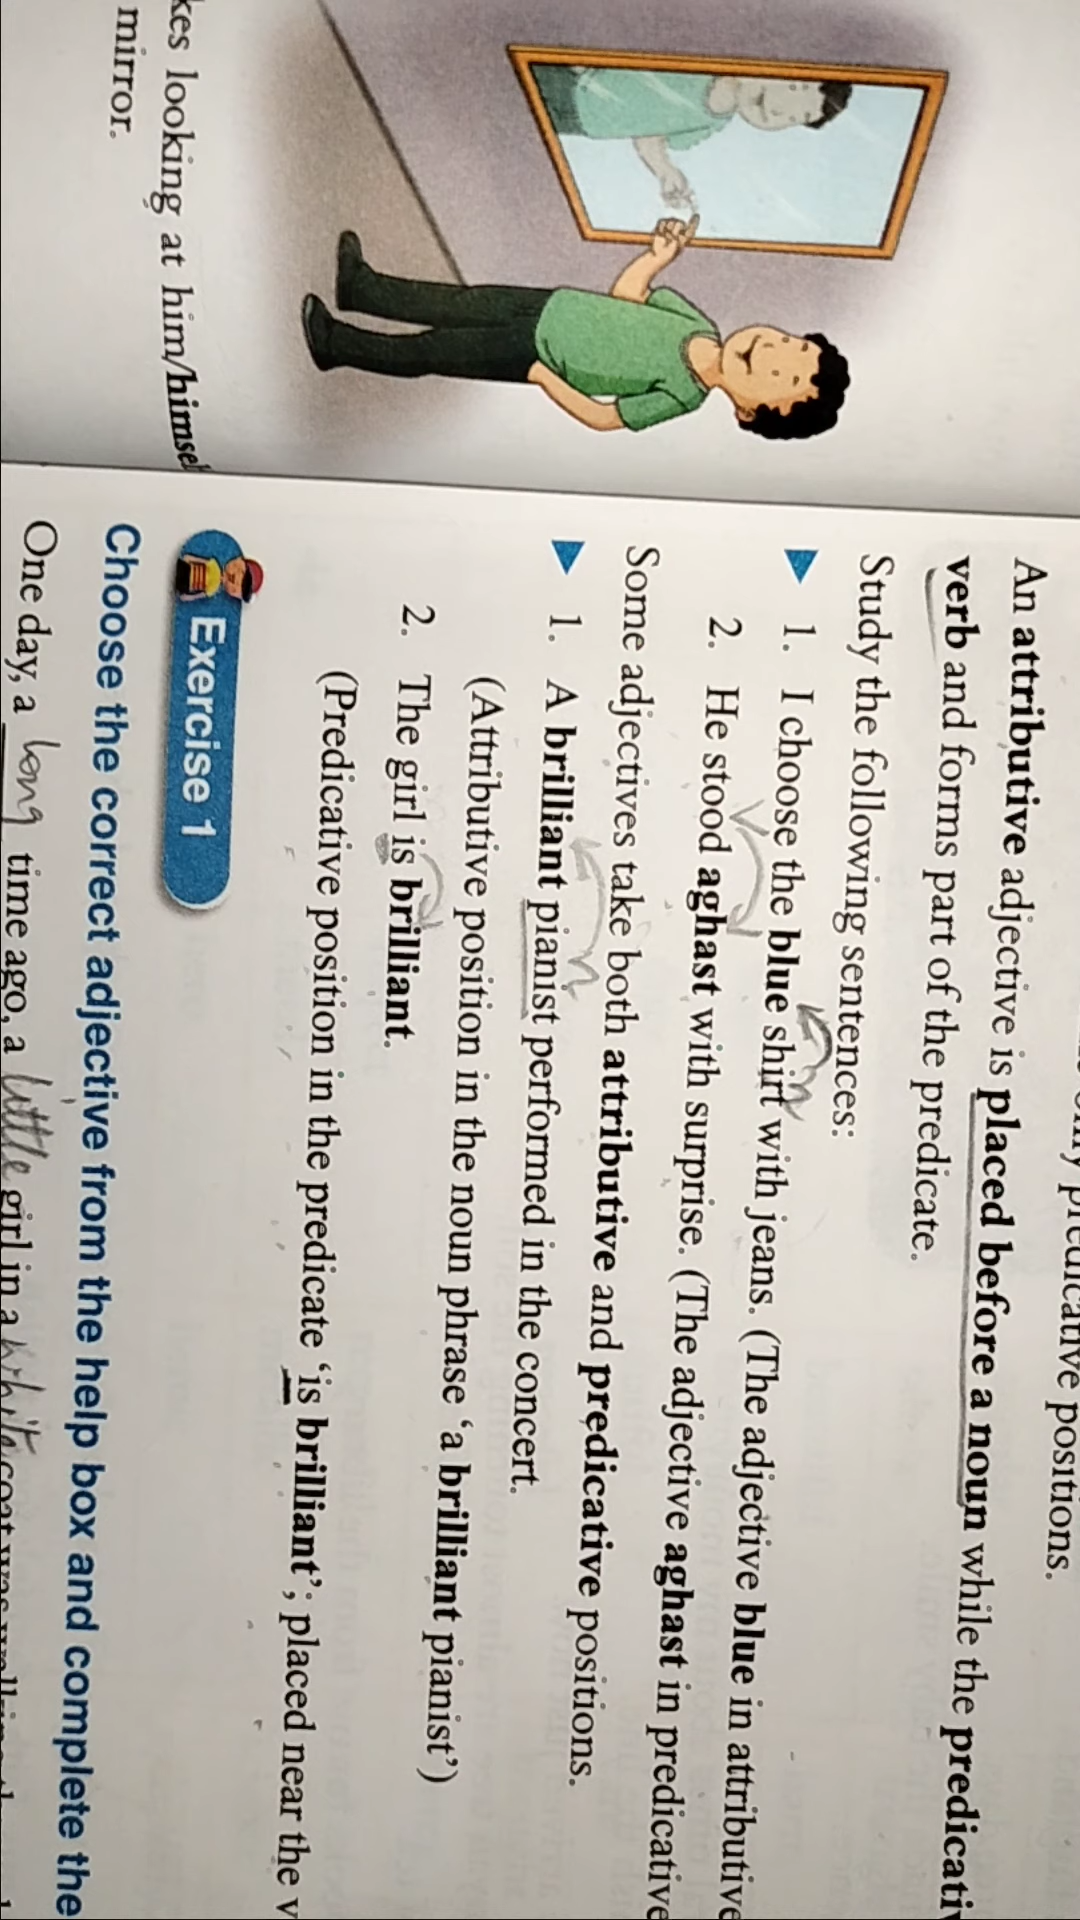 looking at him/himsel
mirror.
positions.
An attributive adjective is placed before a noun while the
verb and forms part of the predicate.
Study the following sentences:
1. I choose the blue shirt with jeans. (The adjective blue in attributive
2. He stood aghast with surprise. (The adjective aghast in predicative
Some adjectives take both attributive and predicative positions.
1. A brilliant pianist performed in the concert.
(Attributive position in the noun phrase ‘a brilliant pianist’)
2. The girl is brilliant.
(Predicative position in the predicate ‘is brilliant’; placed near the
Exercise 1
Choose the correct adjective from the help box and complete the
One day, a long time ago, a little girl in a white